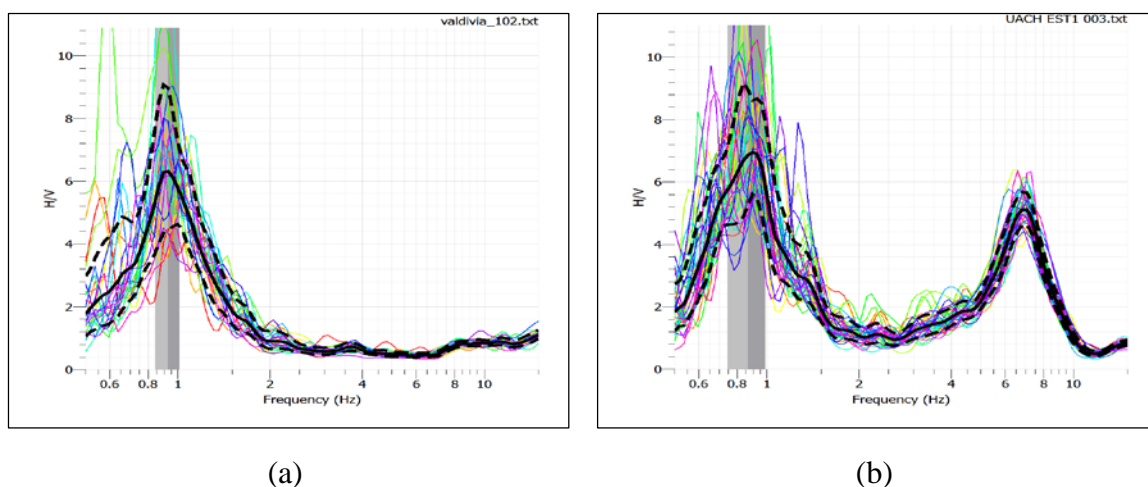 valdivia_102.txt
10
8
6
4
2
0
H/V
0.6 0.8 1 2 4 6 8 10
Frequency (Hz)
(a)
UACH EST1 003.txt
10
8
6
4
2
0
H/V
0.6 0.8 1 2 4 6 8 10
Frequency (Hz)
(b)